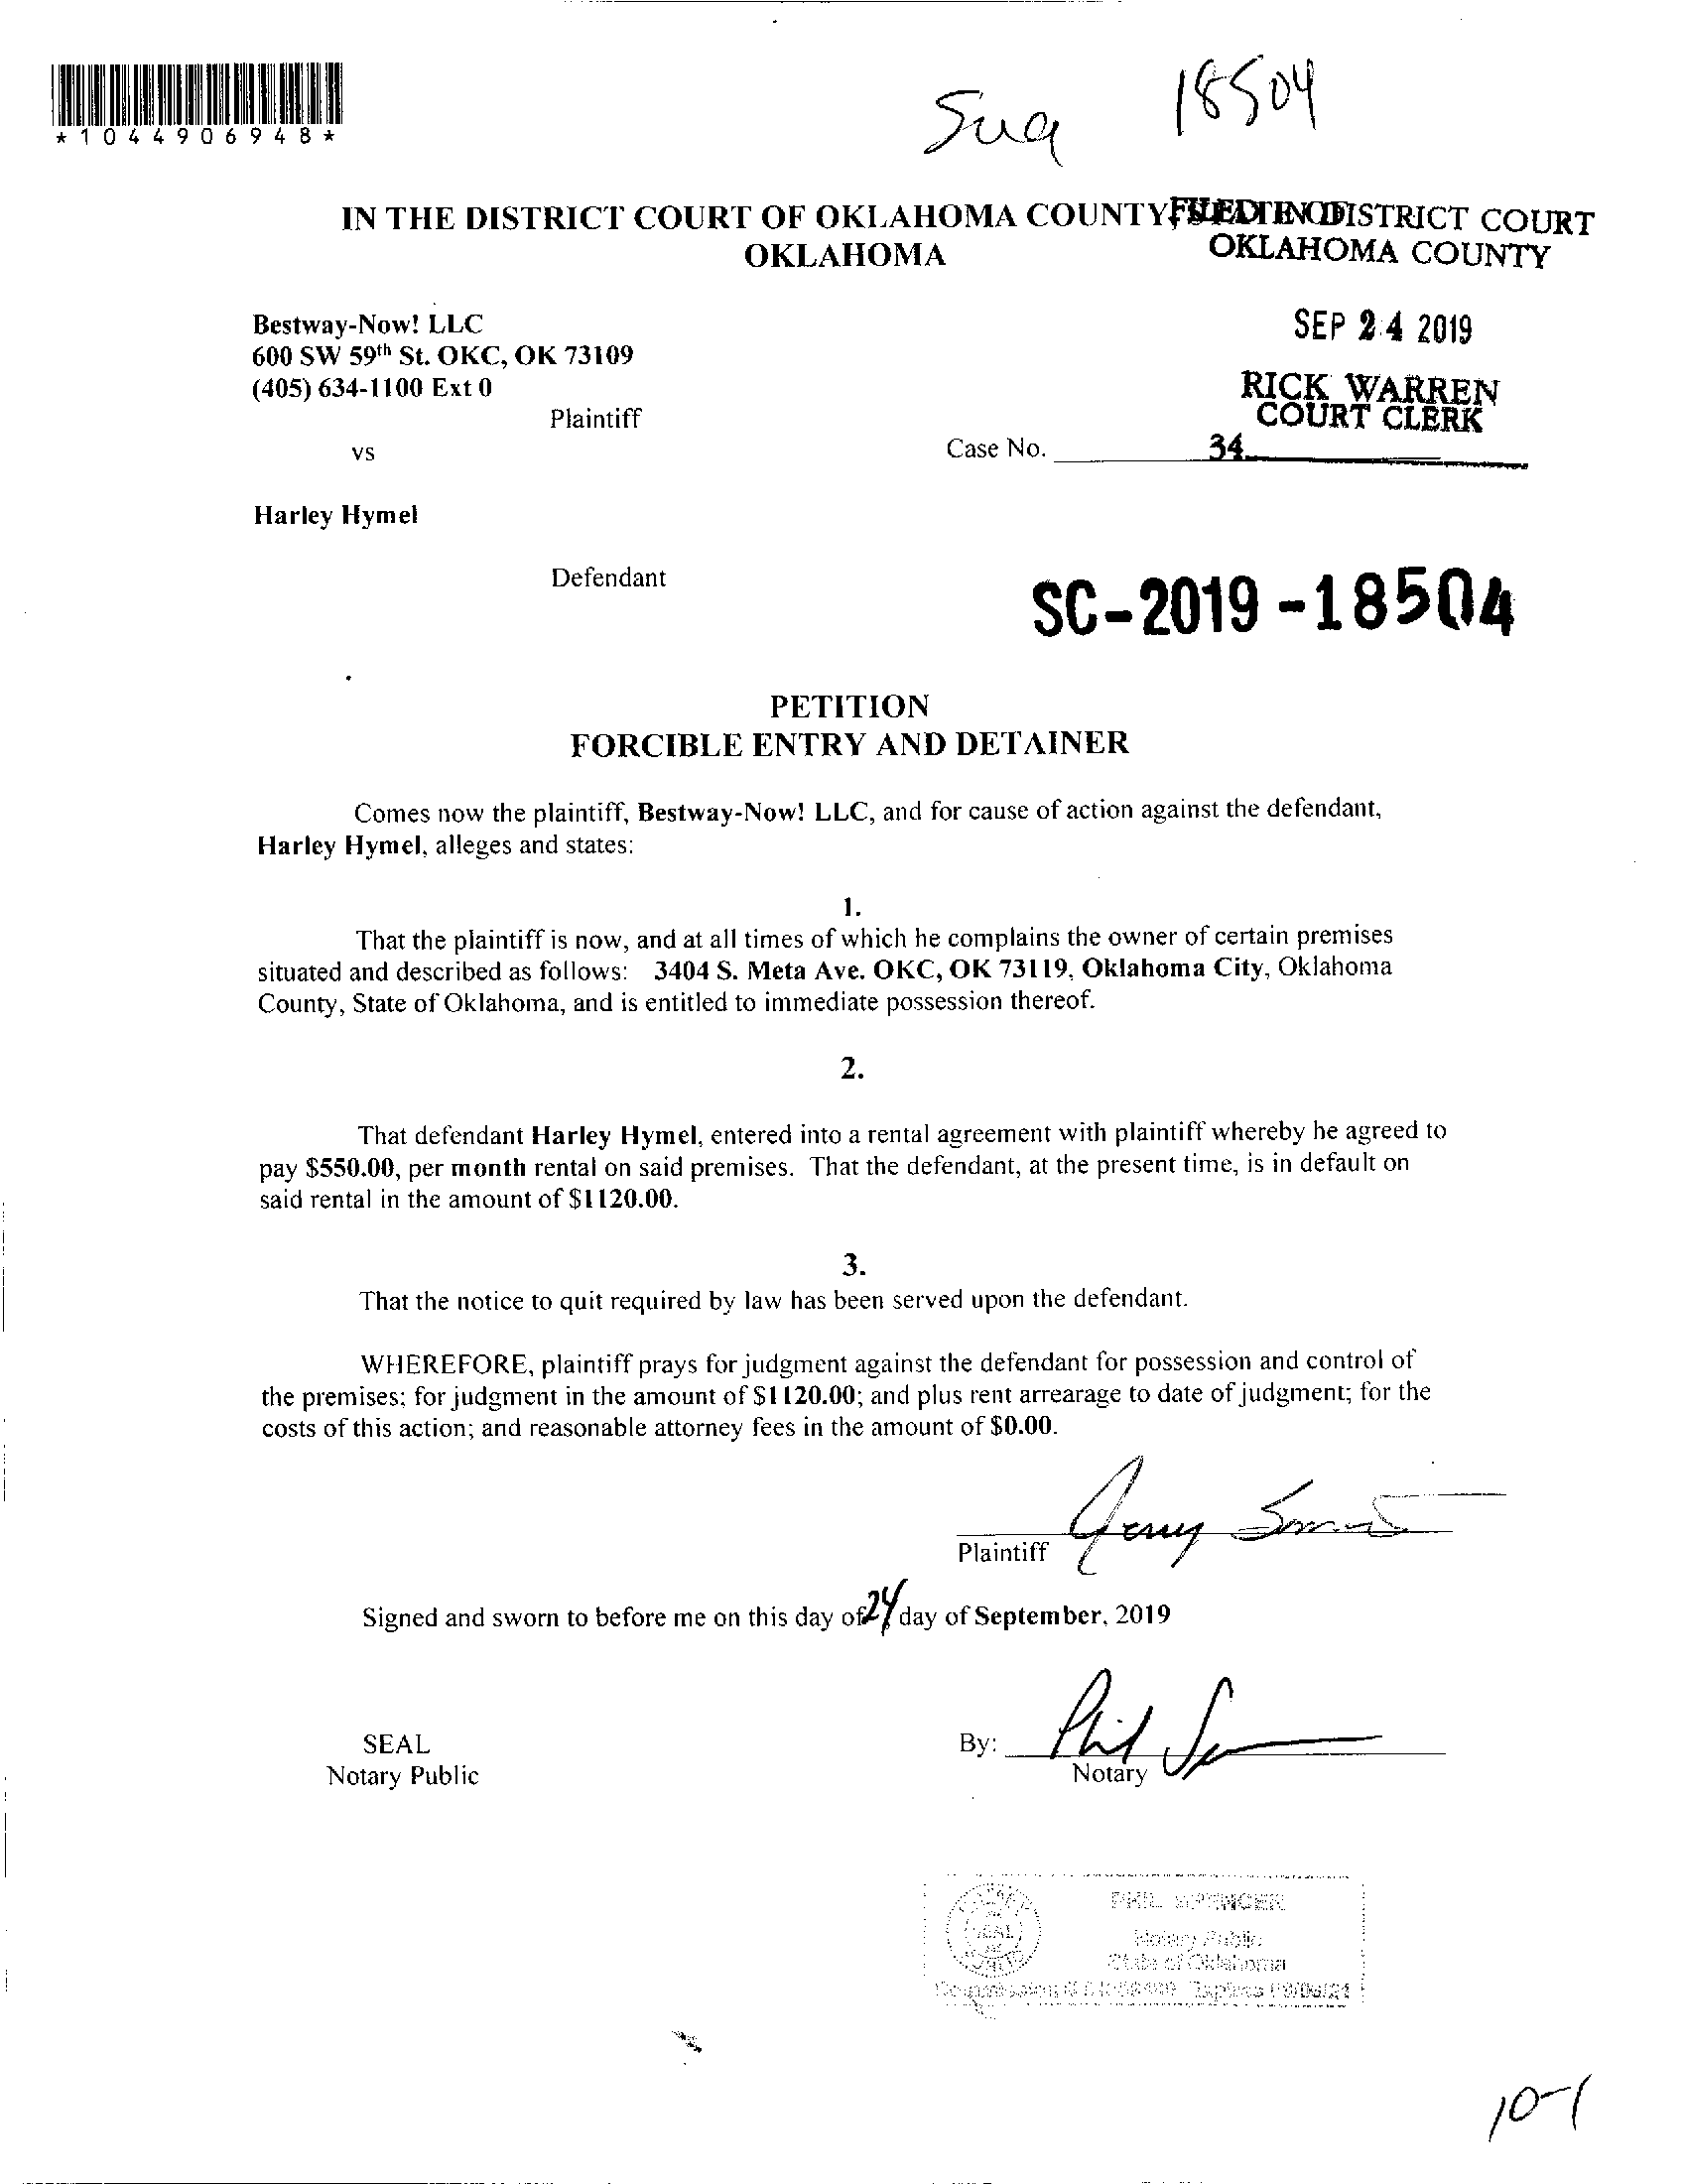 *1044906948*
18504
IN THE DISTRICT COURT OF OKLAHOMA COUNTY,
FILED IN DISTRICT COURT
OKLAHOMA
OKLAHOMA COUNTY
Bestway-Now! LLC
SEP 24 2019
600 SW 59th St. OKC, OK 73109
(405) 634-1100 Ext 0
RICK WARREN
Plaintiff
COURT CLERK
vs
Case No.
34
Harley Hymel
Defendant
SC-2019-18504
PETITION
FORCIBLE ENTRY AND DETAINER
Comes now the plaintiff, Bestway-Now! LLC, and for cause of action against the defendant,
Harley Hymel, alleges and states:
1.
That the plaintiff is now, and at all times of which he complains the owner of certain premises
situated and described as follows: 3404 S. Meta Ave. OKC, OK 73119, Oklahoma City, Oklahoma
County, State of Oklahoma, and is entitled to immediate possession thereof.
2.
That defendant Harley Hymel, entered into a rental agreement with plaintiff whereby he agreed to
pay $550.00, per month rental on said premises. That the defendant, at the present time, is in default on
said rental in the amount of $1120.00.
3.
That the notice to quit required by law has been served upon the defendant.
WHEREFORE, plaintiff prays for judgment against the defendant for possession and control of
the premises; for judgment in the amount of $1120.00; and plus rent arrearage to date of judgment; for the
costs of this action; and reasonable attorney fees in the amount of $0.00.
Plaintiff
Signed and sworn to before me on this day of 24 day of September, 2019
SEAL
By: Phil
Notary Public
Notary
PHIL SPENCER
Notary Public
State of Oklahoma
10-1